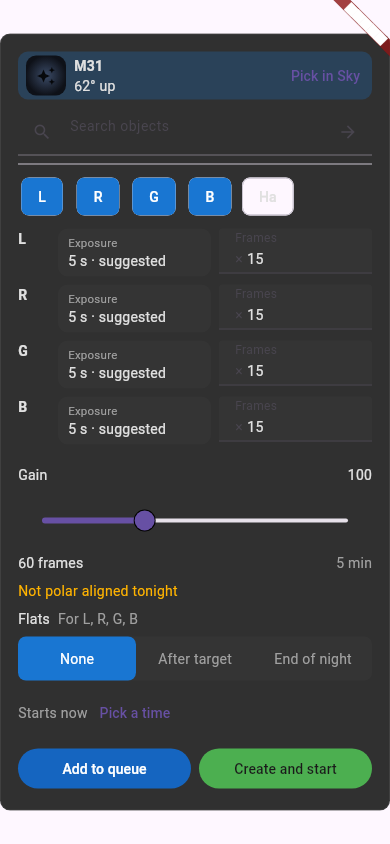 M31
62° up
Pick in Sky
Search objects
L R G B Ha
L
Exposure
5 s · suggested
Frames
× 15
R
Exposure
5 s · suggested
Frames
× 15
G
Exposure
5 s · suggested
Frames
× 15
B
Exposure
5 s · suggested
Frames
× 15
Gain 100
60 frames 5 min
Not polar aligned tonight
Flats For L, R, G, B
None After target End of night
Starts now Pick a time
Add to queue Create and start